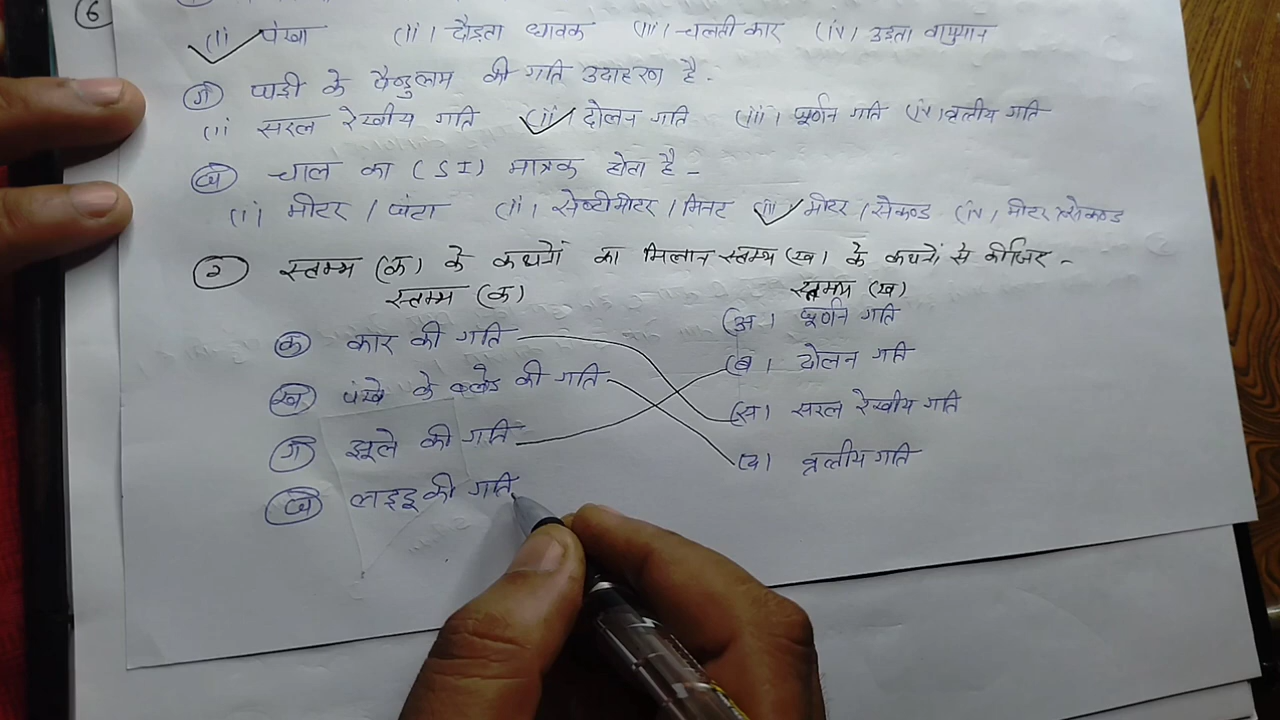 6
(i) पंखा (ii) दौड़ता धावक (iii) चलती कार (iv) उड़ता वायुयान
ग) घड़ी के पैण्डुलम की गति उदाहरण है -
(i) सरल रेखीय गति (ii) दोलन गति (iii) घूर्णन गति (iv) वृत्तीय गति
घ) चाल का (SI) मात्रक होता है -
(i) मीटर / घंटा (ii) सेण्टीमीटर / मिनट (iii) मीटर / सेकण्ड (iv) मीटर
2 स्तम्भ (क) के कथनों का मिलान स्तम्भ (ख) के कथनों से कीजिए -
स्तम्भ (क) स्तम्भ (ख)
क) कार की गति (अ) घूर्णन गति
ख) पंखे के ब्लेड की गति (ब) दोलन गति
ग) झूले की गति (स) सरल रेखीय गति
घ) लड्डू की गति (द) वृत्तीय गति